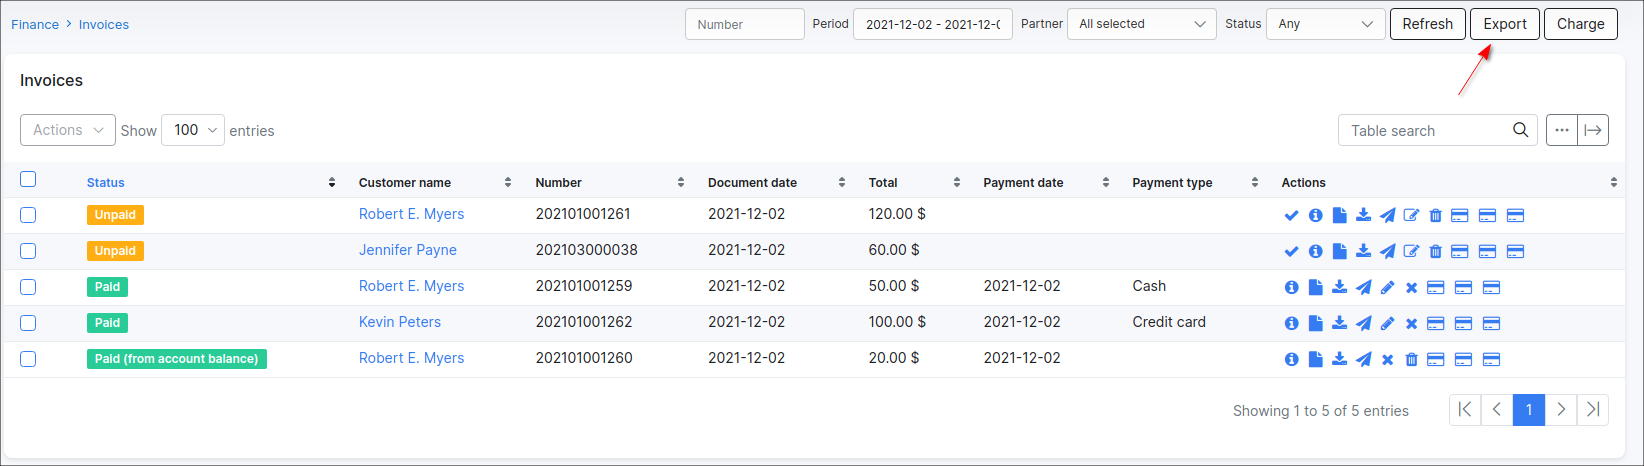 Finance > Invoices Number Period 2021-12-02 - 2021-12-0 Partner All selected Status Any Refresh Export Charge
Invoices
Actions Show 100 entries Table search
Status Customer name Number Document date Total Payment date Payment type Actions
Unpaid Robert E. Myers 202101001261 2021-12-02 120.00 $
Unpaid Jennifer Payne 202103000038 2021-12-02 60.00 $
Paid Robert E. Myers 202101001259 2021-12-02 50.00 $ 2021-12-02 Cash
Paid Kevin Peters 202101001262 2021-12-02 100.00 $ 2021-12-02 Credit card
Paid (from account balance) Robert E. Myers 202101001260 2021-12-02 20.00 $ 2021-12-02
Showing 1 to 5 of 5 entries 1